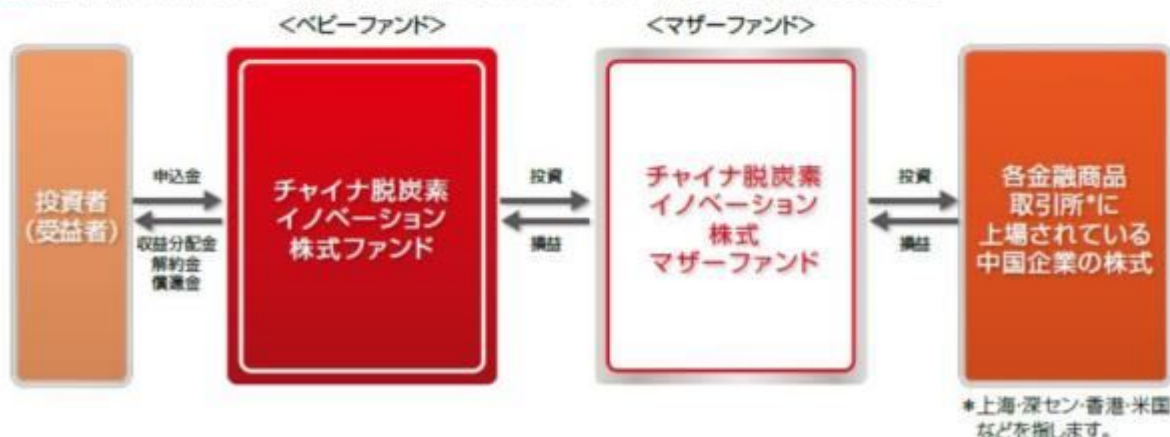 <ベビーファンド>
<マザーファンド>
投資者
(受益者)
申込金
収益分配金
解約金
償還金
チャイナ脱炭素
イノベーション
株式ファンド
投資
損益
チャイナ脱炭素
イノベーション
株式
マザーファンド
投資
損益
各金融商品
取引所*に
上場されている
中国企業の株式
*上海・深セン・香港・米国
などを指します。